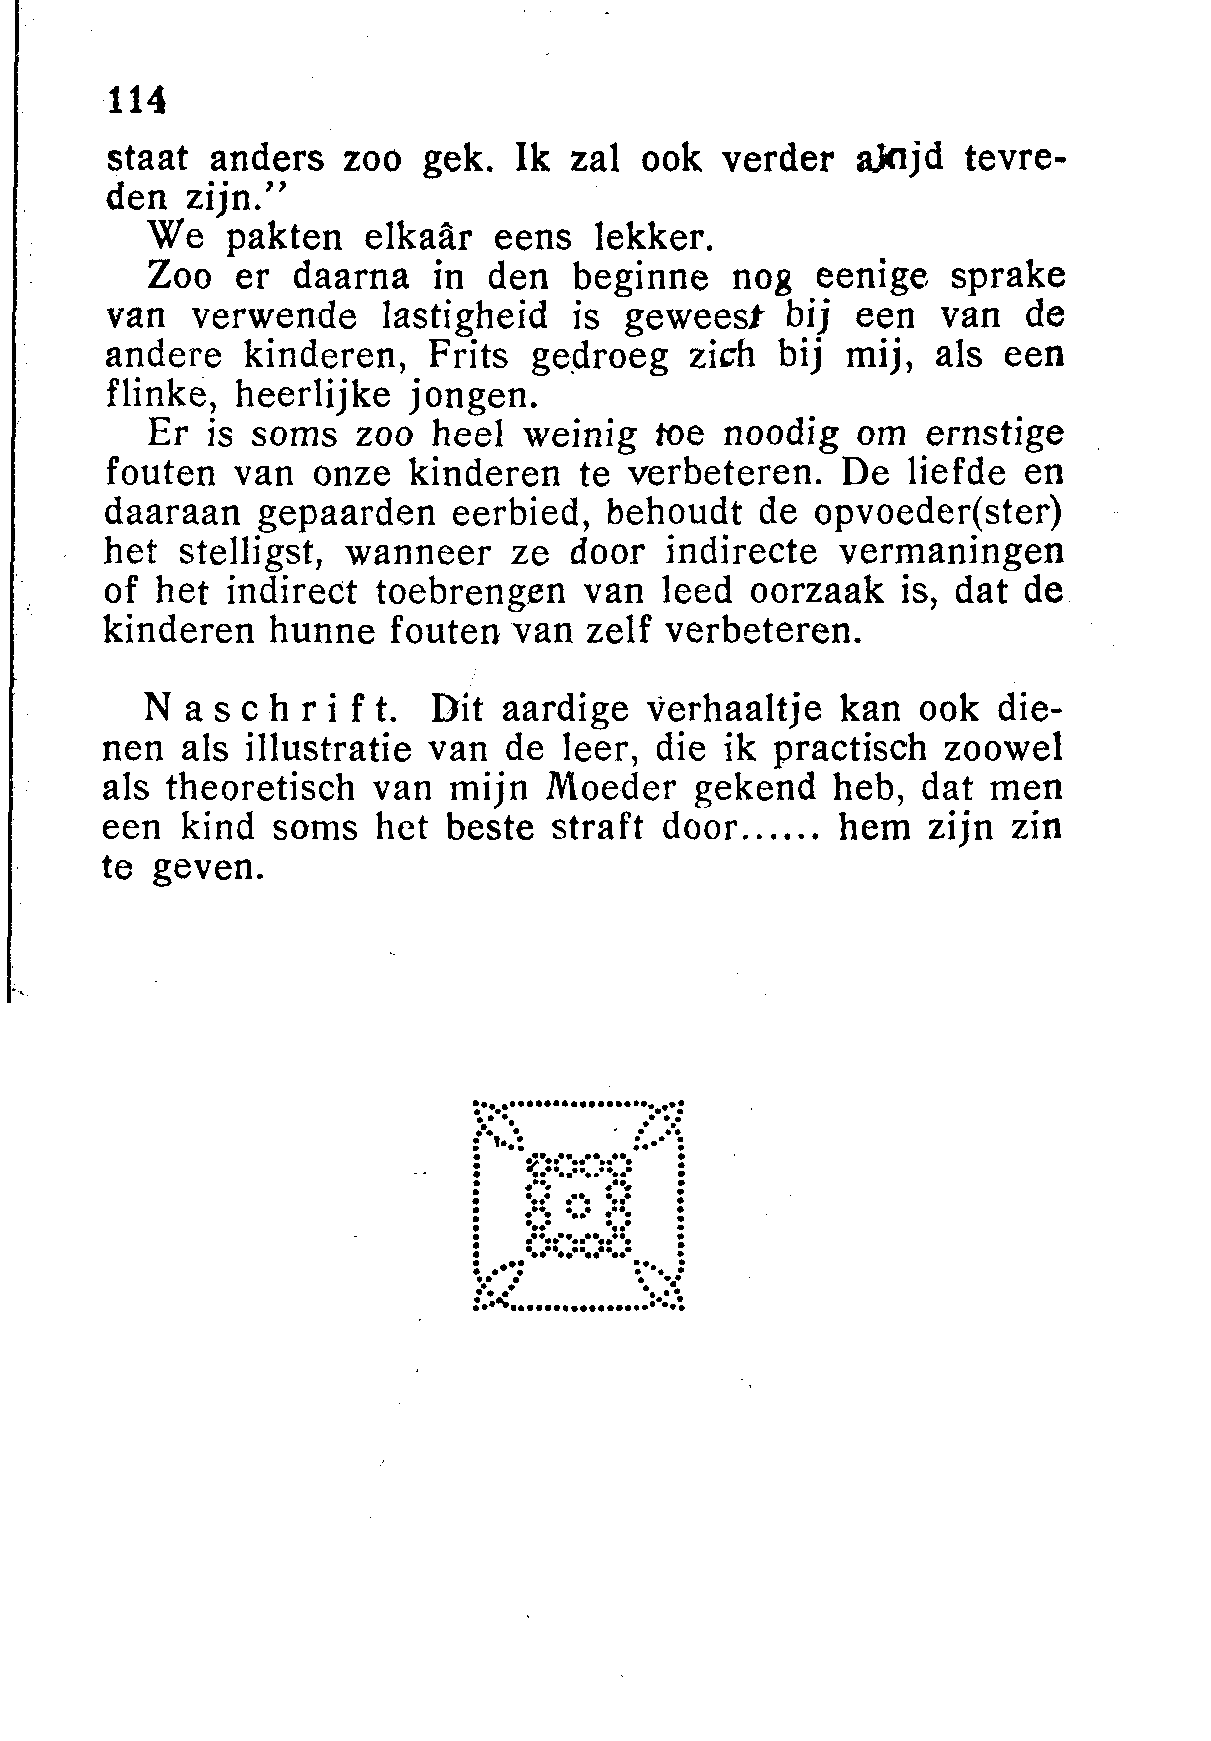 114
staat anders zoo gek. Ik zal ook verder altijd tevre-
den zijn.”
We pakten elkaâr eens lekker.
Zoo er daarna in den beginne nog eenige sprake
van verwende lastigheid is geweest bij een van de
andere kinderen, Frits gedroeg zich bij mij, als een
flinke, heerlijke jongen.
Er is soms zoo heel weinig toe noodig om ernstige
fouten van onze kinderen te verbeteren. De liefde en
daaraan gepaarden eerbied, behoudt de opvoeder(ster)
het stelligst, wanneer ze door indirecte vermaningen
of het indirect toebrengen van leed oorzaak is, dat de
kinderen hunne fouten van zelf verbeteren.
Naschrift. Dit aardige verhaaltje kan ook die-
nen als illustratie van de leer, die ik practisch zoowel
als theoretisch van mijn Moeder gekend heb, dat men
een kind soms het beste straft door...... hem zijn zin
te geven.